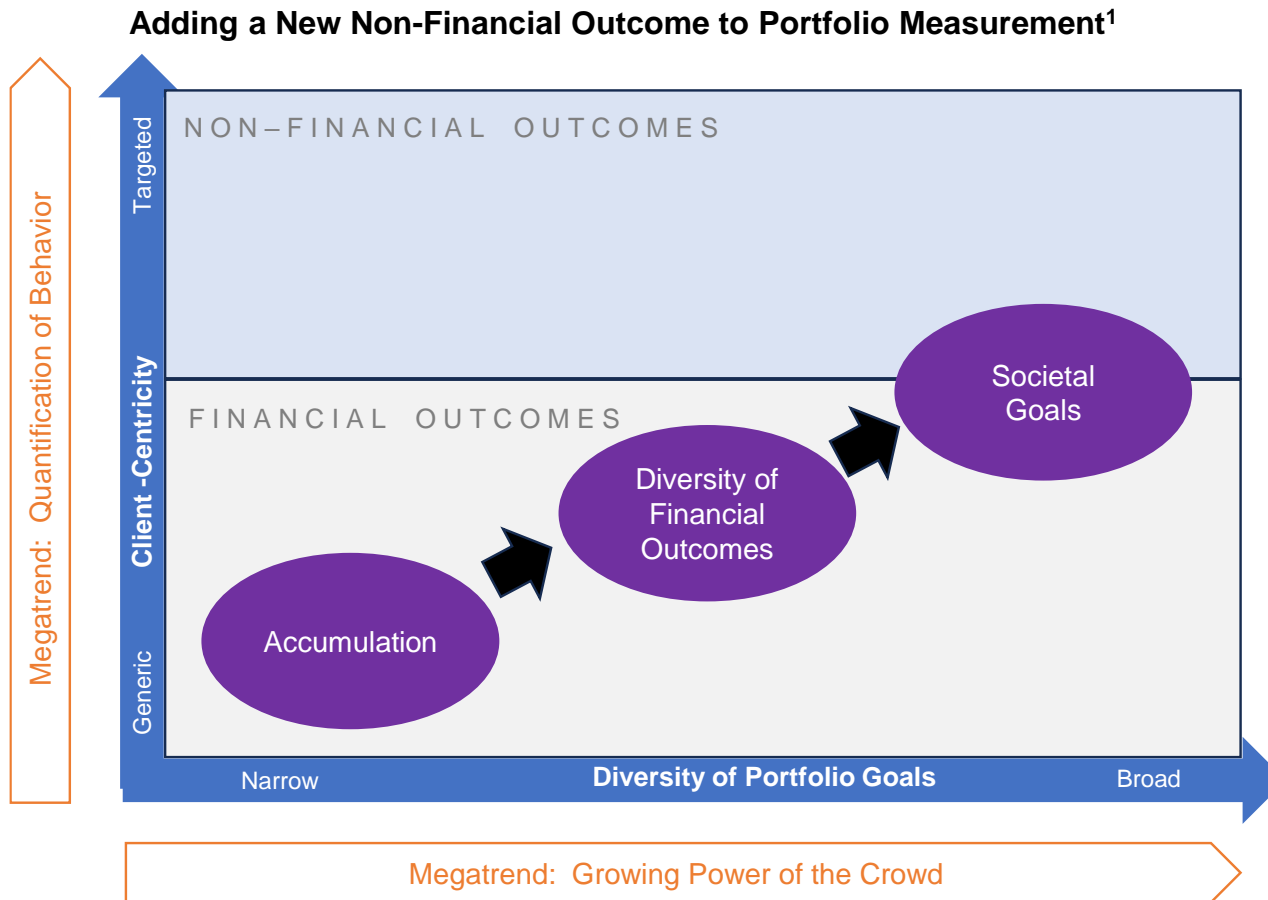 Adding a New Non-Financial Outcome to Portfolio Measurement¹
Megatrend: Quantification of Behavior
Targeted
Client -Centricity
Generic
NON–FINANCIAL OUTCOMES
FINANCIAL OUTCOMES
Societal
Goals
Diversity of
Financial
Outcomes
Accumulation
Narrow
Diversity of Portfolio Goals
Broad
Megatrend: Growing Power of the Crowd